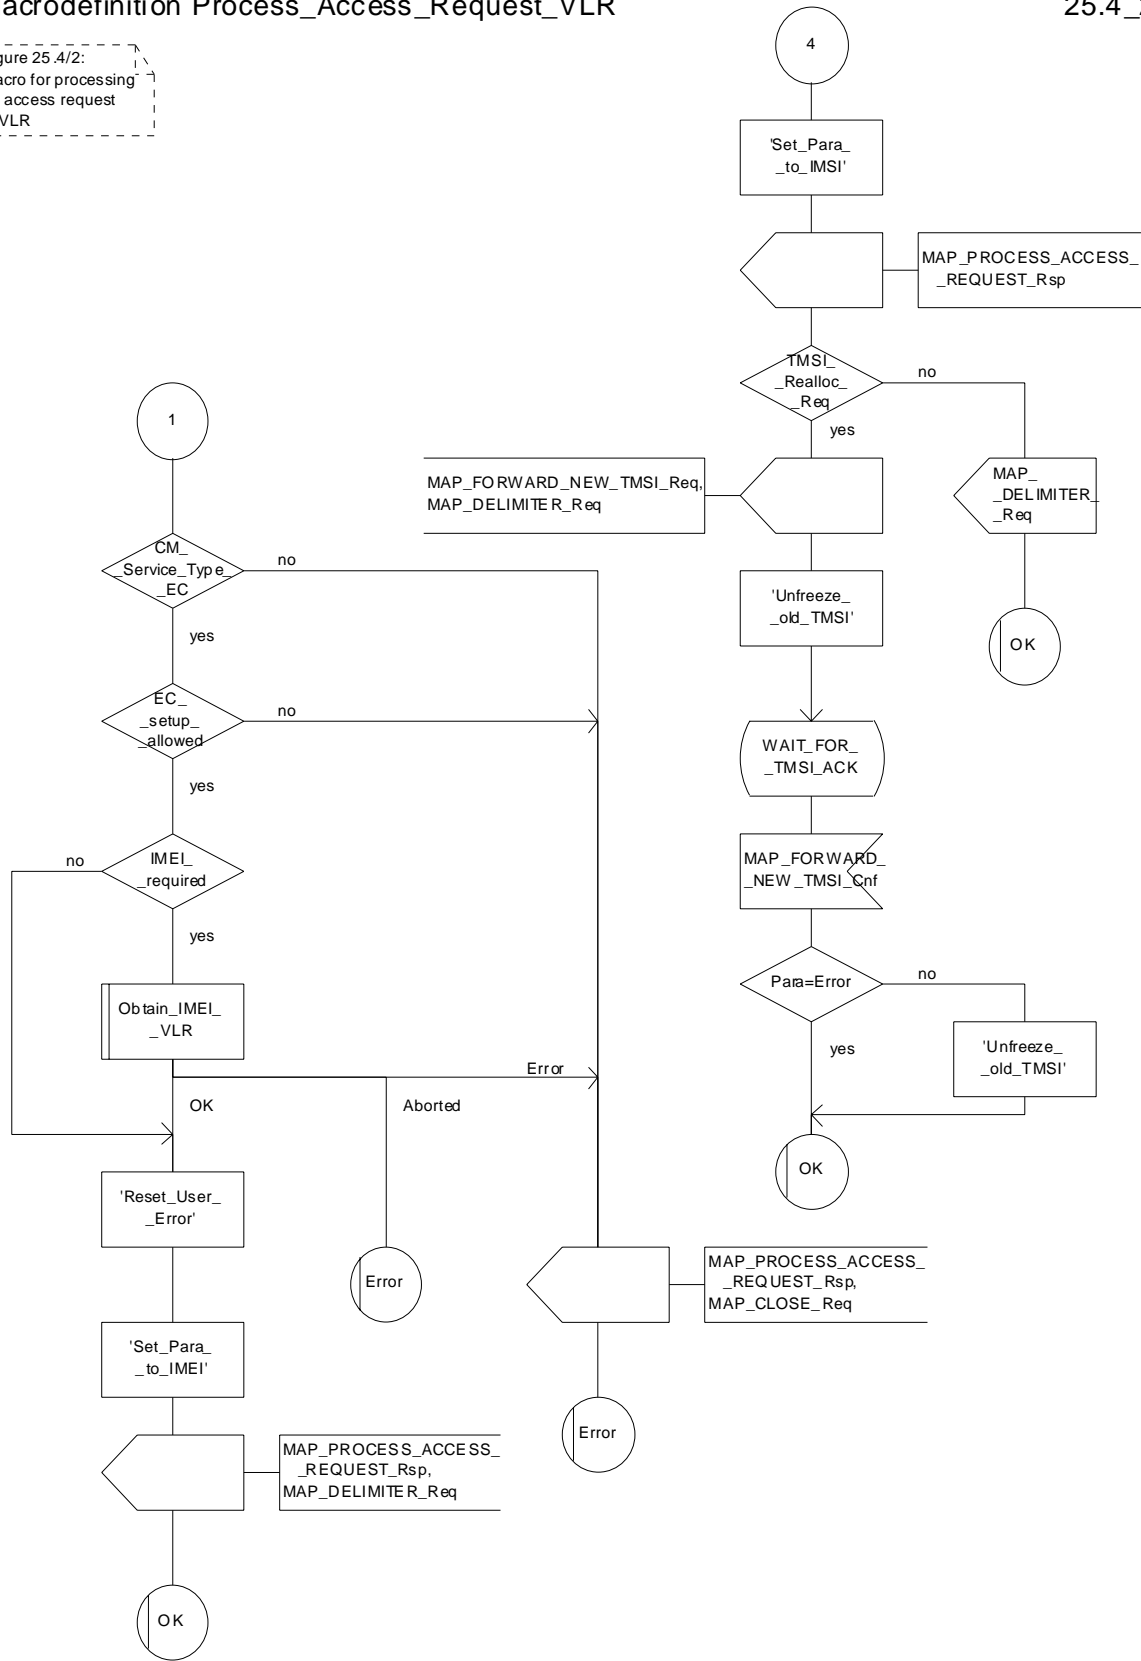 acrodefinition Process_Access_Request_VLR
25.4_
gure 25.4/2:
acro for processing
access request
VLR
4
'Set_Para_
_to_IMSI'
MAP_PROCESS_ACCESS_
_REQUEST_Rsp
TMSI_
_Realloc_
_Req
no
yes
MAP_FORWARD_NEW_TMSI_Req,
MAP_DELIMITER_Req
MAP_
_DELIMITER_
_Req
'Unfreeze_
_old_TMSI'
OK
WAIT_FOR_
_TMSI_ACK
MAP_FORWARD_
_NEW_TMSI_Cnf
Para=Error
no
yes
'Unfreeze_
_old_TMSI'
OK
1
CM_
_Service_Type_
_EC
no
yes
EC_
_setup_
_allowed
no
yes
IMEI_
_required
no
yes
Obtain_IMEI_
_VLR
Error
OK
Aborted
'Reset_User_
_Error'
Error
MAP_PROCESS_ACCESS_
_REQUEST_Rsp,
MAP_CLOSE_Req
'Set_Para_
_to_IMEI'
Error
MAP_PROCESS_ACCESS_
_REQUEST_Rsp,
MAP_DELIMITER_Req
OK